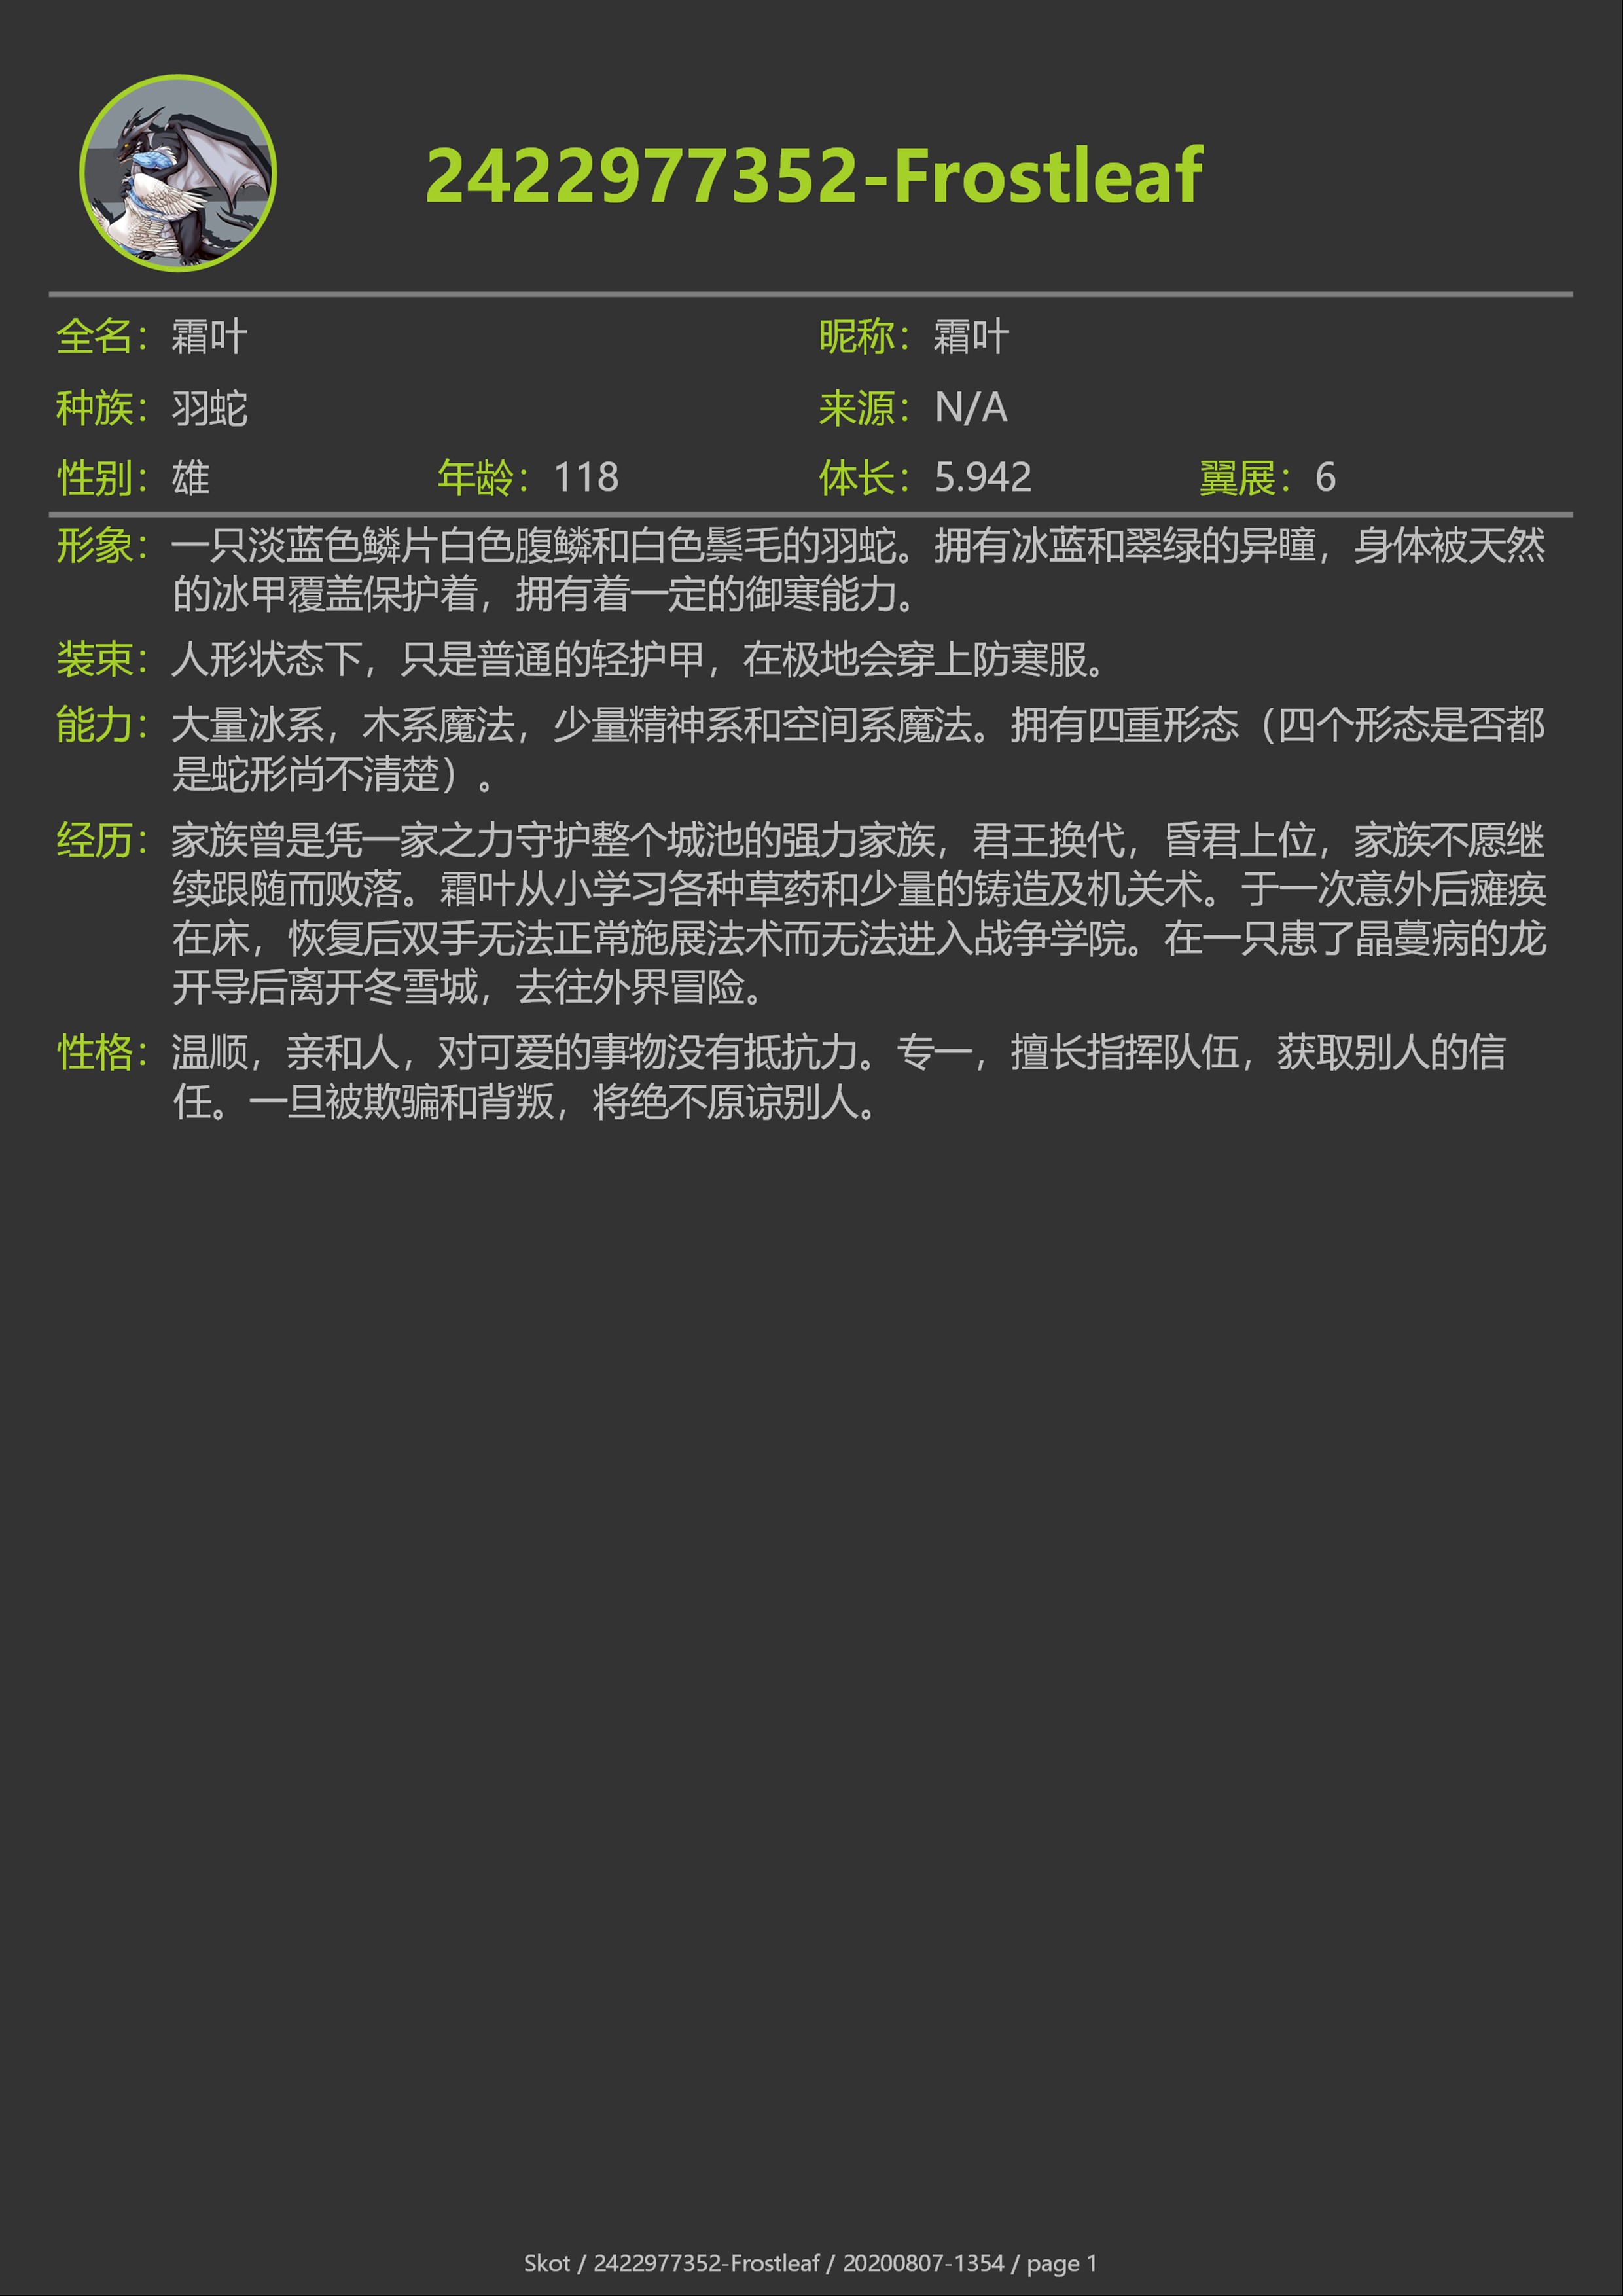 2422977352-Frostleaf
全名：霜叶 昵称：霜叶
种族：羽蛇 来源：N/A
性别：雄 年龄：118 体长：5.942 翼展：6
形象：一只淡蓝色鳞片白色腹鳞和白色鬃毛的羽蛇。拥有冰蓝和翠绿的异瞳，身体被天然
的冰甲覆盖保护着，拥有着一定的御寒能力。
装束：人形状态下，只是普通的轻护甲，在极地会穿上防寒服。
能力：大量冰系，木系魔法，少量精神系和空间系魔法。拥有四重形态（四个形态是否都
是蛇形尚不清楚）。
经历：家族曾是凭一家之力守护整个城池的强力家族，君王换代，昏君上位，家族不愿继
续跟随而败落。霜叶从小学习各种草药和少量的铸造及机关术。于一次意外后瘫痪
在床，恢复后双手无法正常施展法术而无法进入战争学院。在一只患了晶蔓病的龙
开导后离开冬雪城，去往外界冒险。
性格：温顺，亲和人，对可爱的事物没有抵抗力。专一，擅长指挥队伍，获取别人的信
任。一旦被欺骗和背叛，将绝不原谅别人。
Skot / 2422977352-Frostleaf / 20200807-1354 / page 1